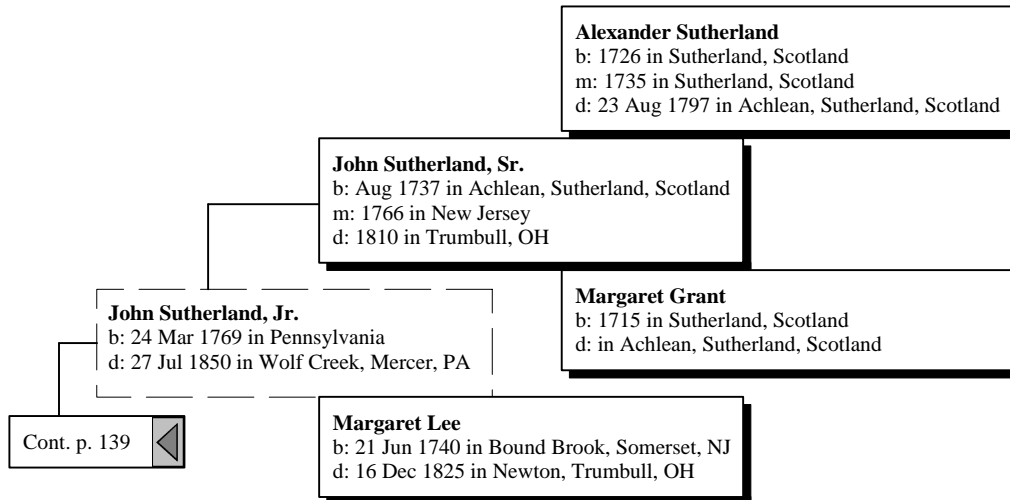 Alexander Sutherland
b: 1726 in Sutherland, Scotland
m: 1735 in Sutherland, Scotland
d: 23 Aug 1797 in Achlean, Sutherland, Scotland
John Sutherland, Sr.
b: Aug 1737 in Achlean, Sutherland, Scotland
m: 1766 in New Jersey
d: 1810 in Trumbull, OH
Margaret Grant
b: 1715 in Sutherland, Scotland
d: in Achlean, Sutherland, Scotland
John Sutherland, Jr.
b: 24 Mar 1769 in Pennsylvania
d: 27 Jul 1850 in Wolf Creek, Mercer, PA
Margaret Lee
b: 21 Jun 1740 in Bound Brook, Somerset, NJ
d: 16 Dec 1825 in Newton, Trumbull, OH
Cont. p. 139